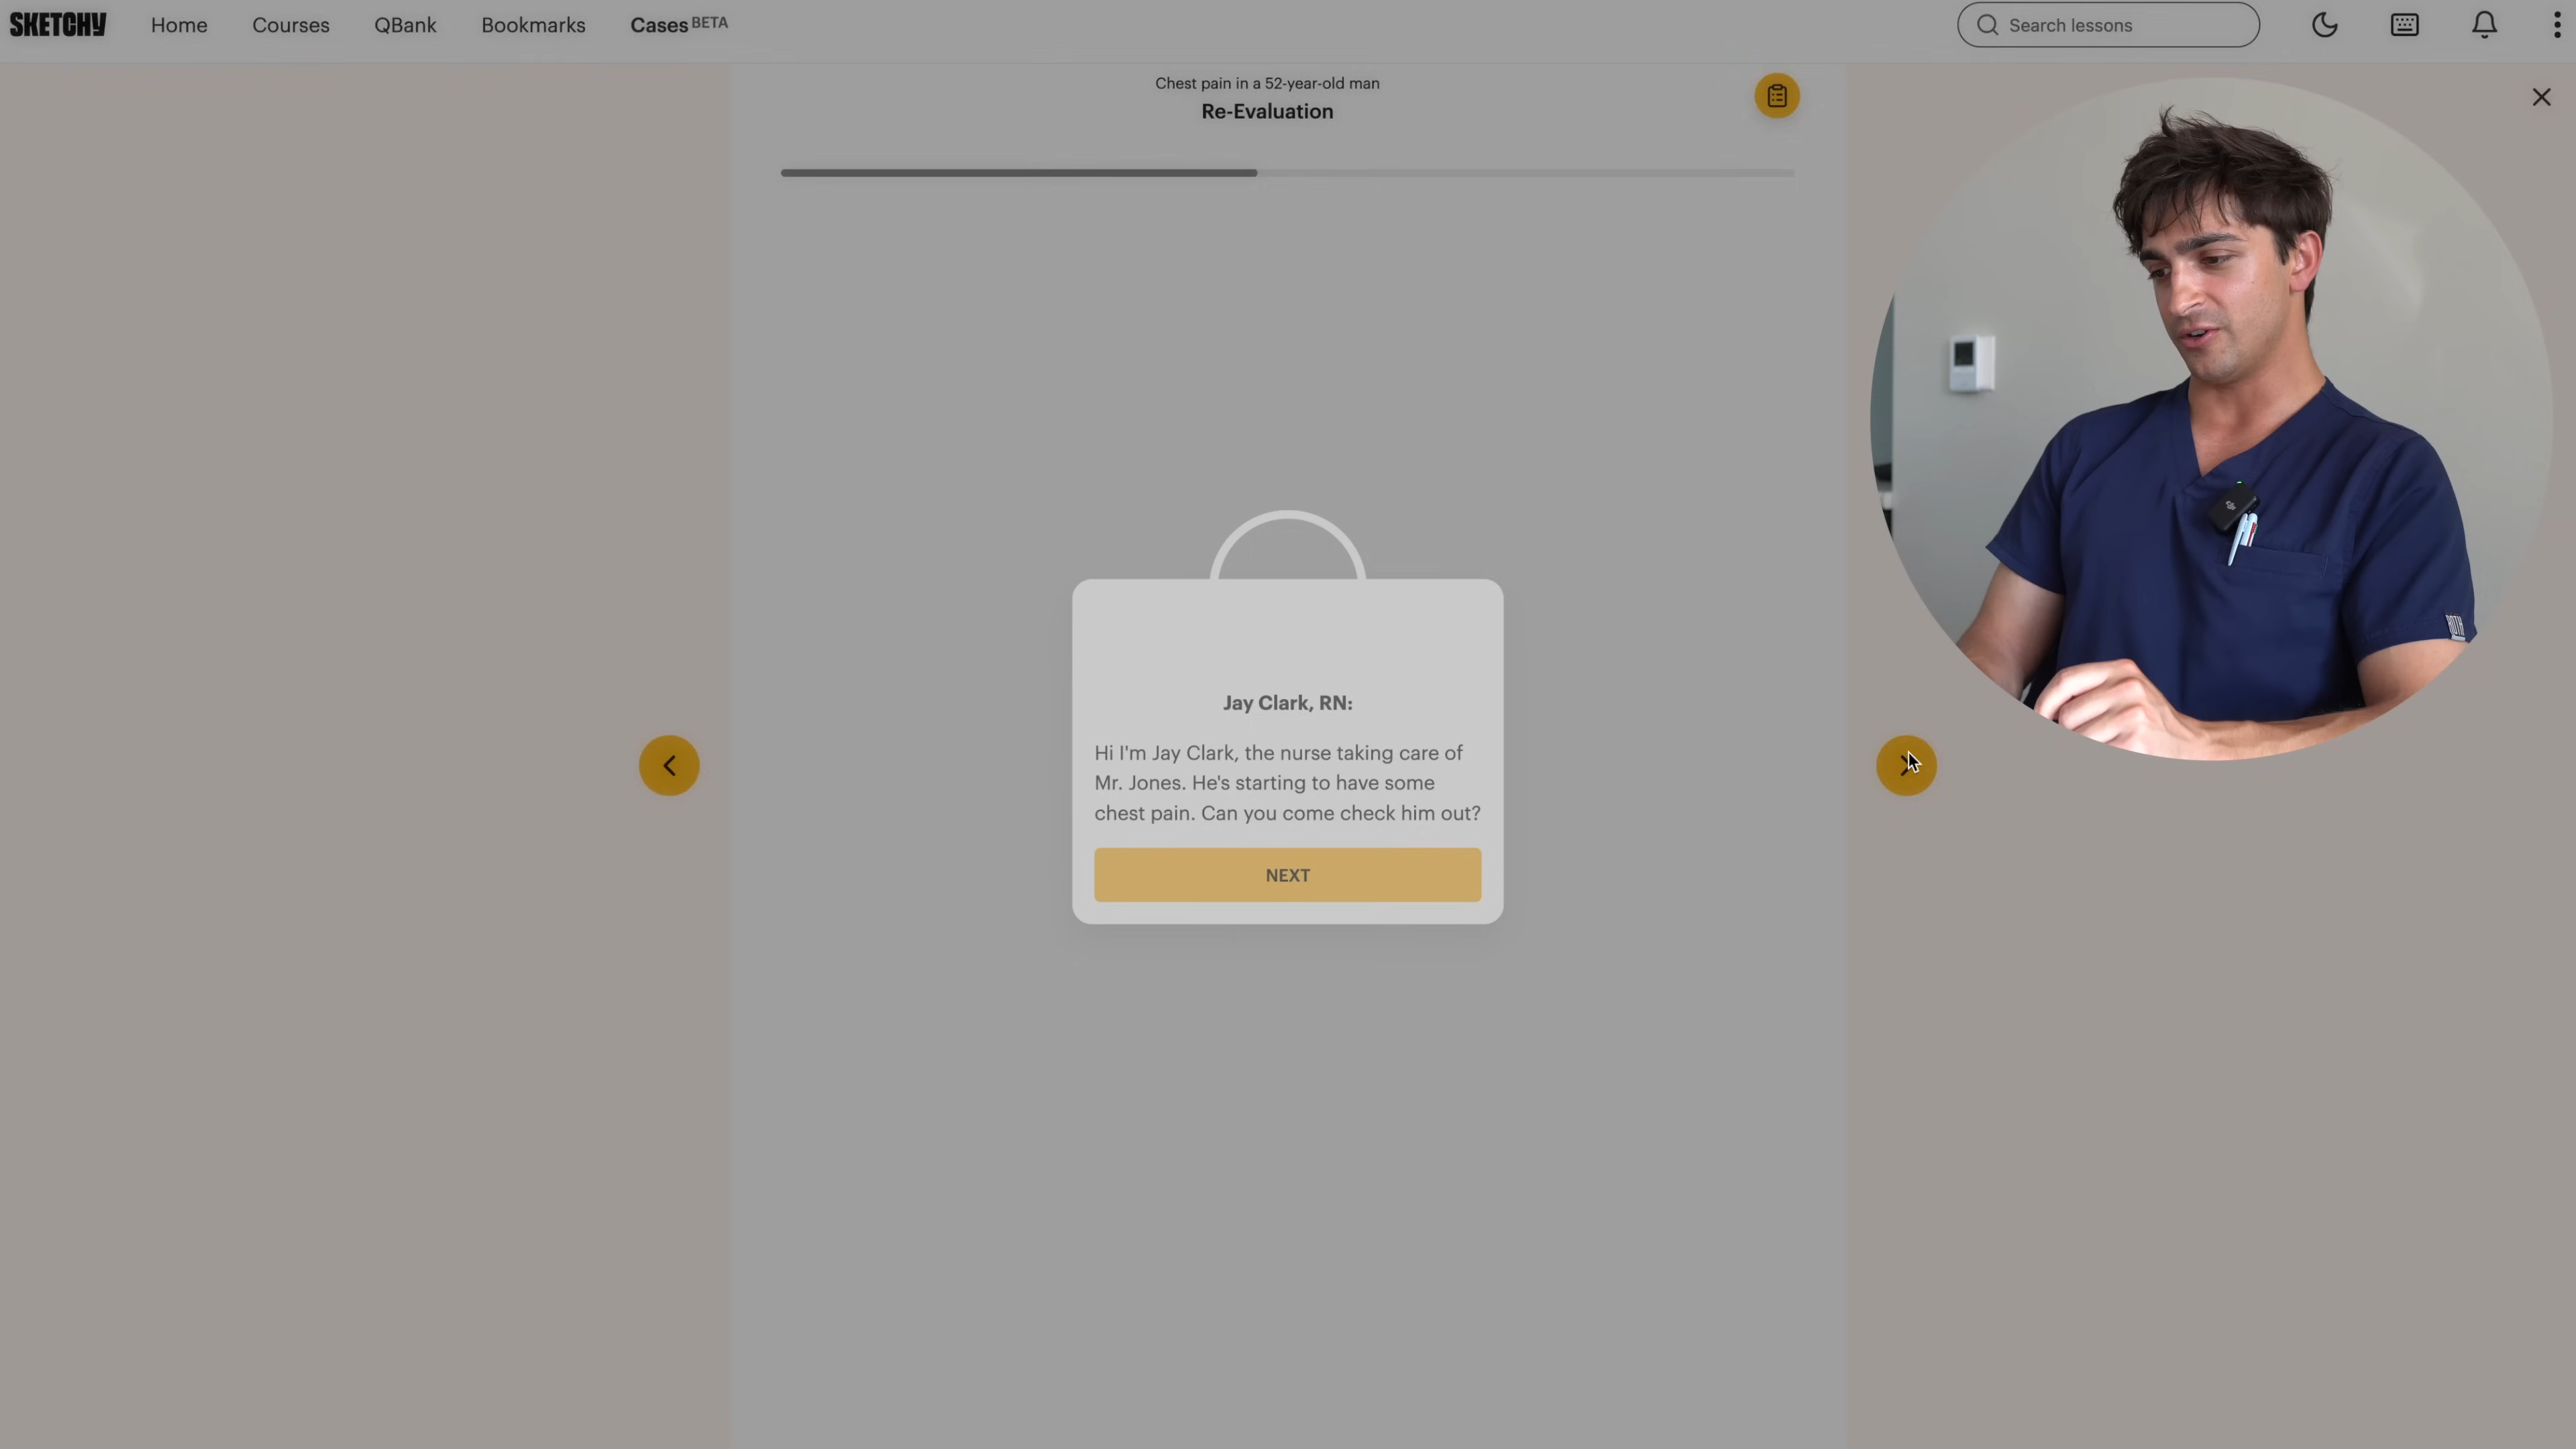 SKETCHY
Home
Courses
QBank
Bookmarks
Cases BETA
Search lessons
Chest pain in a 52-year-old man
Re-Evaluation
Jay Clark, RN:
Hi I'm Jay Clark, the nurse taking care of
Mr. Jones. He's starting to have some
chest pain. Can you come check him out?
NEXT